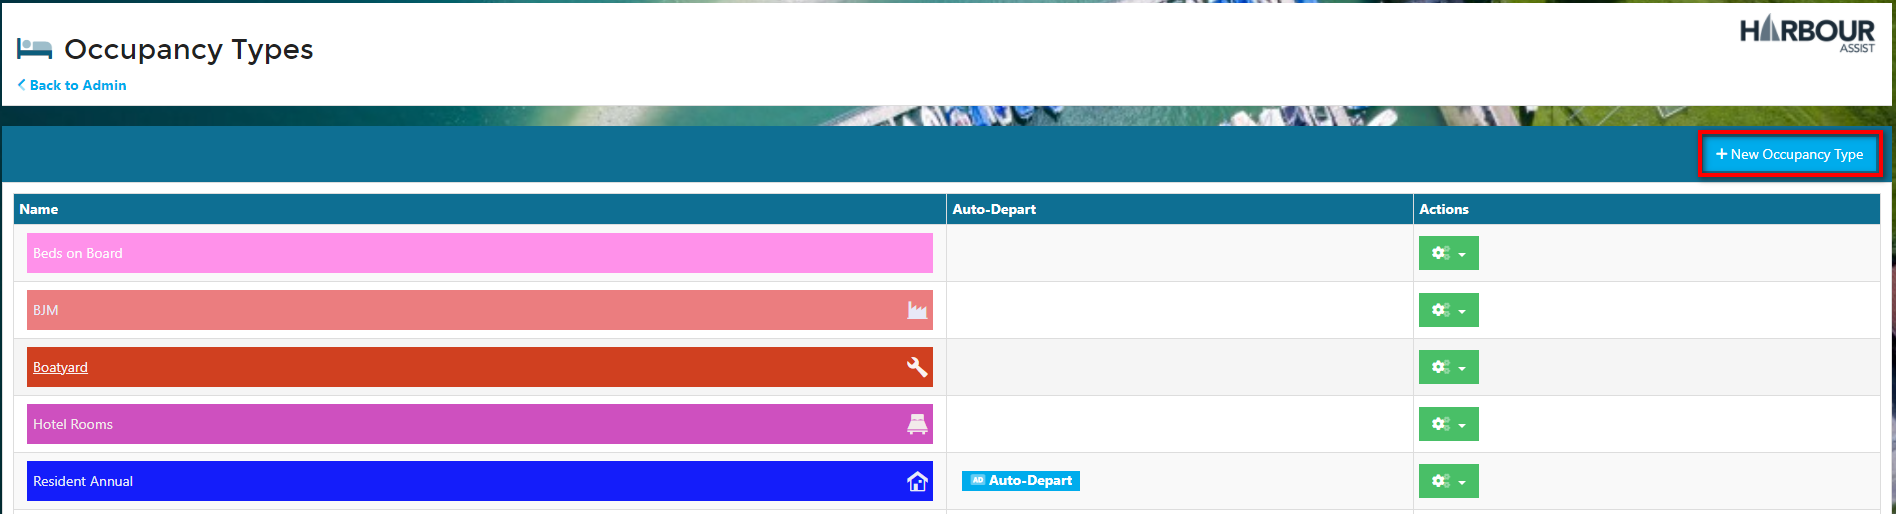 Occupancy Types
Back to Admin
HARBOUR
ASSIST
+ New Occupancy Type
Name Auto-Depart Actions
Beds on Board
BJM
Boatyard
Hotel Rooms
Resident Annual AD Auto-Depart